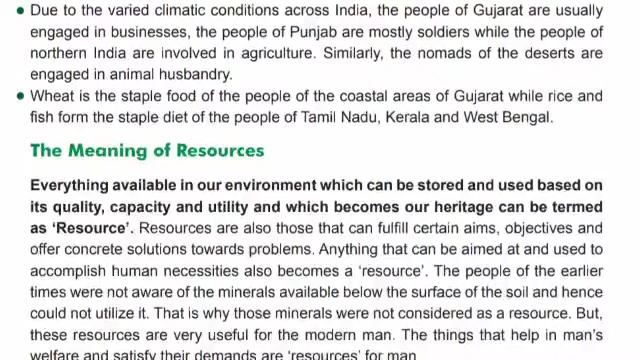 ● Due to the varied climatic conditions across India, the people of Gujarat are usually
engaged in businesses, the people of Punjab are mostly soldiers while the people of
northern India are involved in agriculture. Similarly, the nomads of the deserts are
engaged in animal husbandry.
● Wheat is the staple food of the people of the coastal areas of Gujarat while rice and
fish form the staple diet of the people of Tamil Nadu, Kerala and West Bengal.
The Meaning of Resources
Everything available in our environment which can be stored and used based on
its quality, capacity and utility and which becomes our heritage can be termed
as ‘Resource’. Resources are also those that can fulfill certain aims, objectives and
offer concrete solutions towards problems. Anything that can be aimed at and used to
accomplish human necessities also becomes a ‘resource’. The people of the earlier
times were not aware of the minerals available below the surface of the soil and hence
could not utilize it. That is why those minerals were not considered as a resource. But,
these resources are very useful for the modern man. The things that help in man’s
welfare and satisfy their demands are ‘resources’ for man